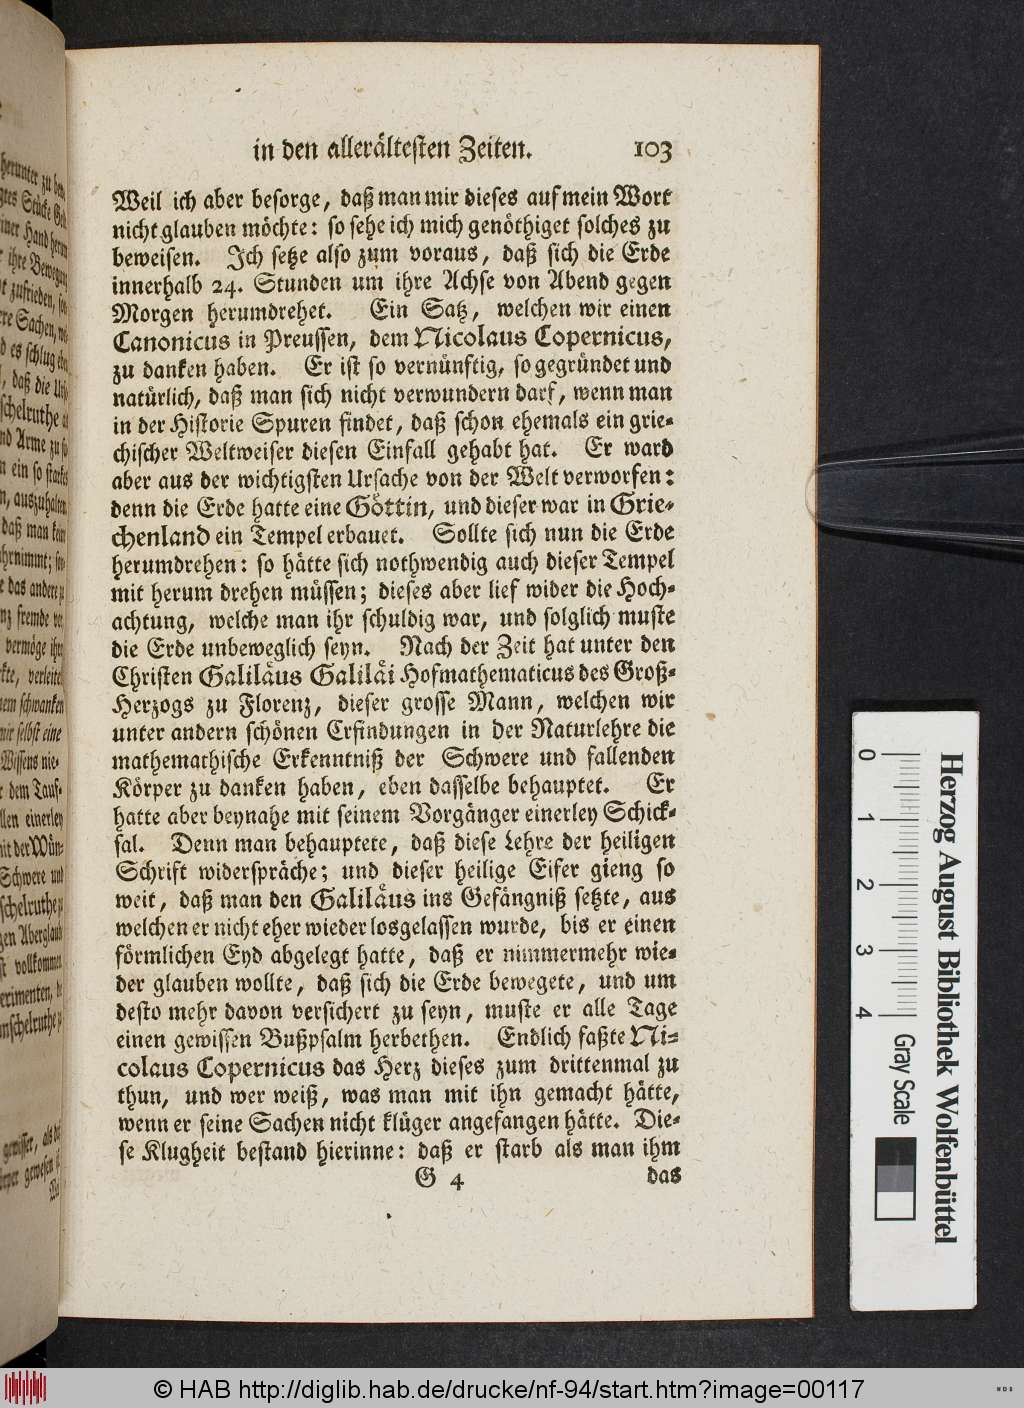 in den allerältesten Zeiten. 103
Weil ich aber besorge, daß man mir dieses auf mein Wort
nicht glauben möchte: so sehe ich mich genöthiget solches zu
beweisen. Ich setze also zum voraus, daß sich die Erde
innerhalb 24. Stunden um ihre Achse von Abend gegen
Morgen herumdrehet. Ein Satz, welchen wir einen
Canonicus in Preussen, dem Nicolaus Copernicus,
zu danken haben. Er ist so vernünftig, so gegründet und
natürlich, daß man sich nicht verwundern darf, wenn man
in der Historie Spuren findet, daß schon ehemals ein grie-
chischer Weltweiser diesen Einfall gehabt hat. Er ward
aber aus der wichtigsten Ursache von der Welt verworfen:
denn die Erde hatte eine Göttin, und dieser war in Grie-
chenland ein Tempel erbauet. Sollte sich nun die Erde
herumdrehen: so hätte sich nothwendig auch dieser Tempel
mit herum drehen müssen; dieses aber lief wider die Hoch-
achtung, welche man ihr schuldig war, und solglich muste
die Erde unbeweglich seyn. Nach der Zeit hat unter den
Christen Galiläus Galiläi Hofmathematicus des Groß-
Herzogs zu Florenz, dieser grosse Mann, welchen wir
unter andern schönen Erfindungen in der Naturlehre die
mathemathische Erkenntniß der Schwere und fallenden
Körper zu danken haben, eben dasselbe behauptet. Er
hatte aber beynahe mit seinem Vorgänger einerley Schick-
sal. Denn man behauptete, daß diese Lehre der heiligen
Schrift widerspräche; und dieser heilige Eifer gieng so
weit, daß man den Galiläus ins Gefängniß setzte, aus
welchen er nicht eher wieder losgelassen wurde, bis er einen
förmlichen Eyd abgelegt hatte, daß er nimmermehr wie-
der glauben wollte, daß sich die Erde bewegete, und um
desto mehr davon versichert zu seyn, muste er alle Tage
einen gewissen Bußpsalm herbethen. Endlich faßte Ni-
colaus Copernicus das Herz dieses zum drittenmal zu
thun, und wer weiß, was man mit ihn gemacht hätte,
wenn er seine Sachen nicht klüger angefangen hätte. Die-
se Klugheit bestand hierinne: daß er starb als man ihm
G 4 das
Herzog August Bibliothek Wolfenbüttel
0 1 2 3 4 Gray Scale
© HAB http://diglib.hab.de/drucke/nf-94/start.htm?image=00117